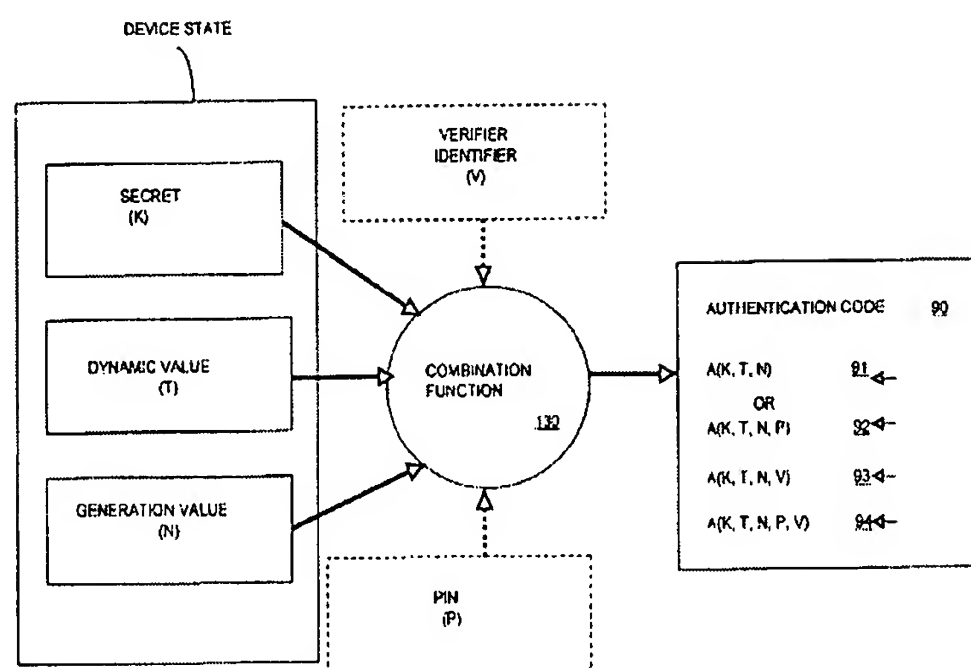 DEVICE STATE
SECRET
(K)
DYNAMIC VALUE
(T)
GENERATION VALUE
(N)
VERIFIER
IDENTIFIER
(V)
COMBINATION
FUNCTION
130
PIN
(P)
AUTHENTICATION CODE 90
A(K, T, N) 91
OR
A(K, T, N, P) 92
A(K, T, N, V) 93
A(K, T, N, P, V) 94